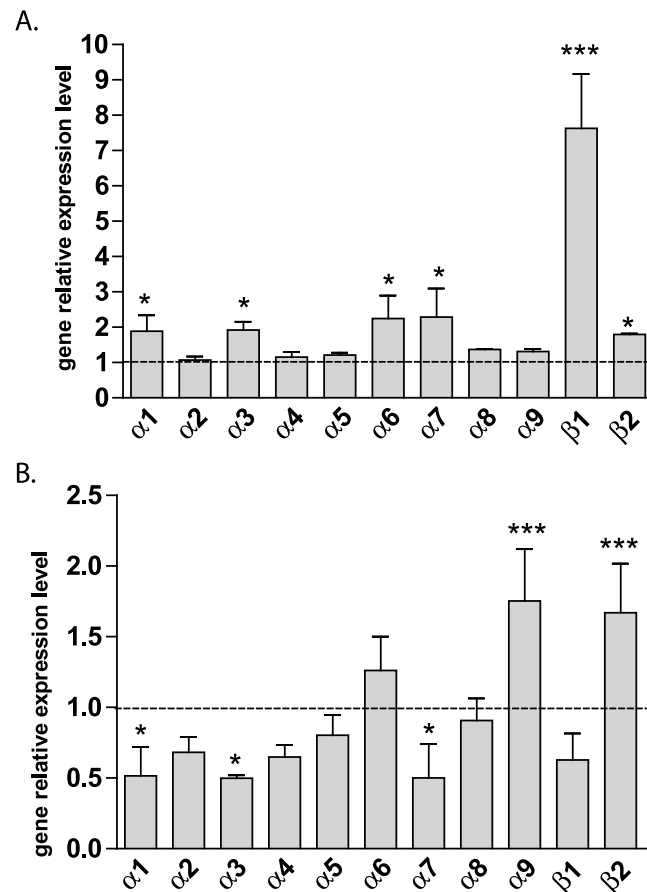 A.
gene relative expression level
10
9
8
7
6
5
4
3
2
1
0
* * * * *** *
α1 α2 α3 α4 α5 α6 α7 α8 α9 β1 β2
B.
gene relative expression level
2.5
2.0
1.5
1.0
0.5
0.0
* * * *** ***
α1 α2 α3 α4 α5 α6 α7 α8 α9 β1 β2